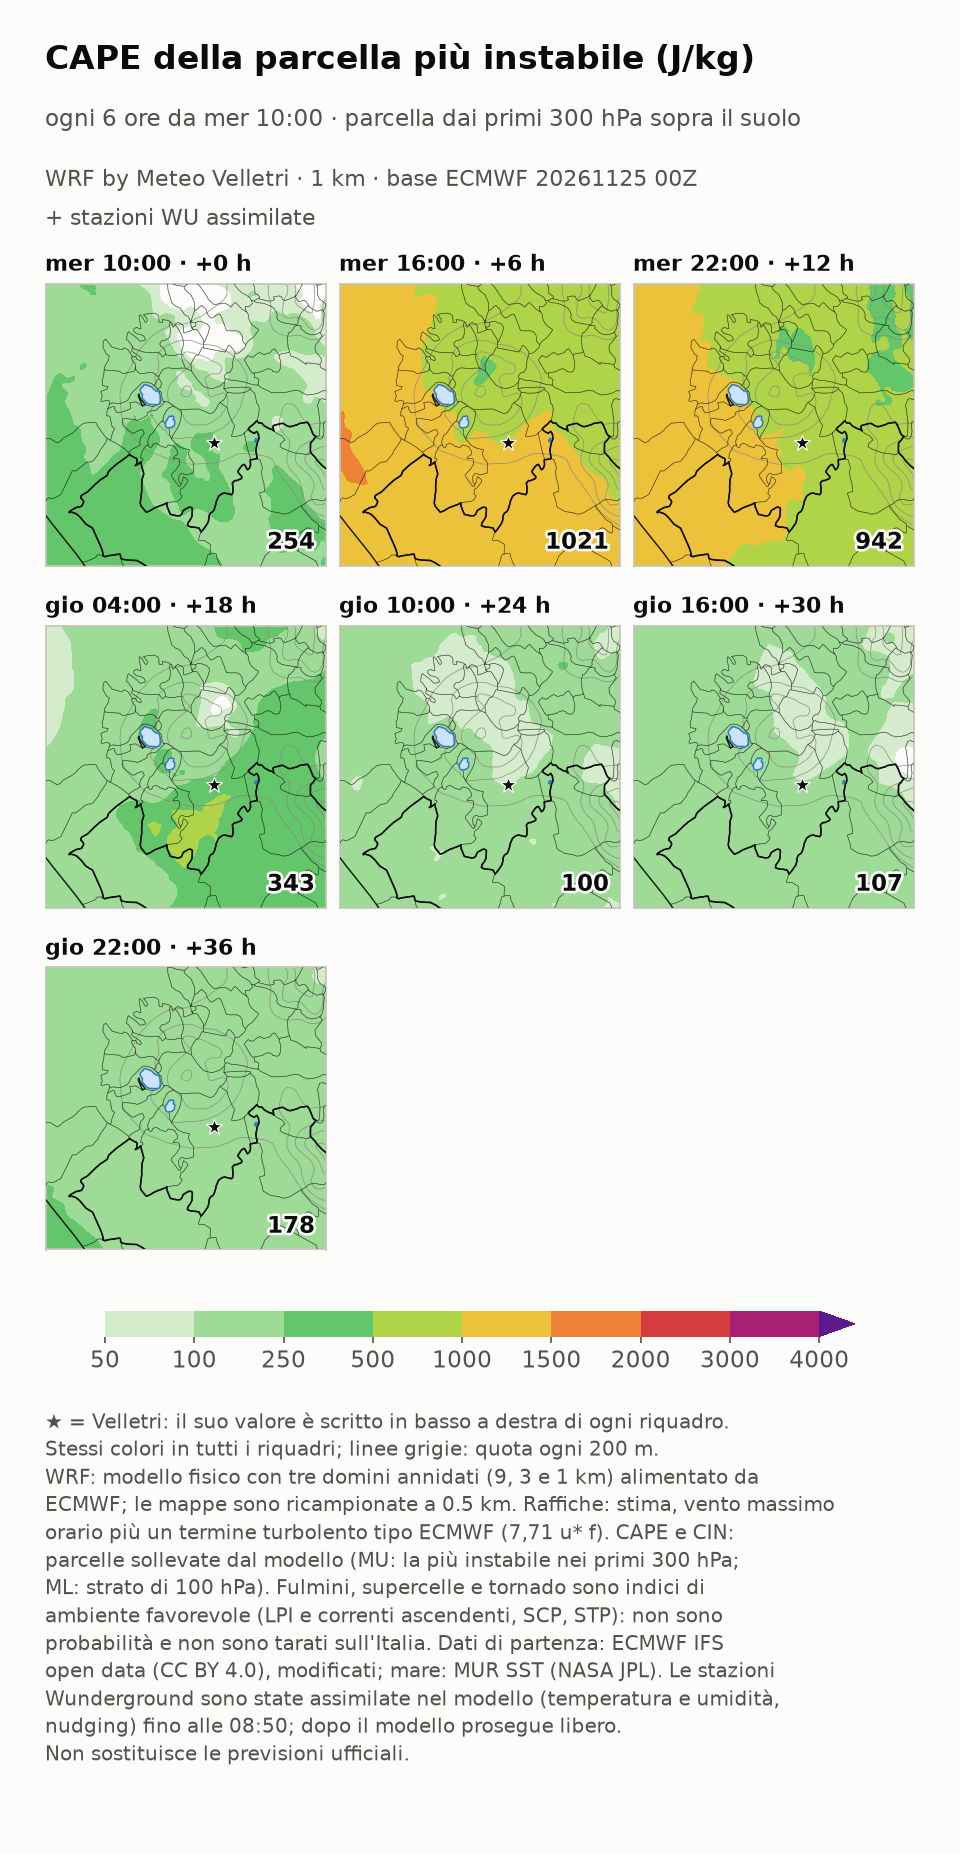 CAPE della parcella più instabile (J/kg)
ogni 6 ore da mer 10:00 · parcella dai primi 300 hPa sopra il suolo
WRF by Meteo Velletri · 1 km · base ECMWF 20261125 00Z
+ stazioni WU assimilate
mer 10:00 · +0 h
mer 16:00 · +6 h
mer 22:00 · +12 h
254
1021
942
gio 04:00 · +18 h
gio 10:00 · +24 h
gio 16:00 · +30 h
343
100
107
gio 22:00 · +36 h
178
50 100 250 500 1000 1500 2000 3000 4000
★ = Velletri: il suo valore è scritto in basso a destra di ogni riquadro.
Stessi colori in tutti i riquadri; linee grigie: quota ogni 200 m.
WRF: modello fisico con tre domini annidati (9, 3 e 1 km) alimentato da
ECMWF; le mappe sono ricampionate a 0.5 km. Raffiche: stima, vento massimo
orario più un termine turbolento tipo ECMWF (7,71 u* f). CAPE e CIN:
parcelle sollevate dal modello (MU: la più instabile nei primi 300 hPa;
ML: strato di 100 hPa). Fulmini, supercelle e tornado sono indici di
ambiente favorevole (LPI e correnti ascendenti, SCP, STP): non sono
probabilità e non sono tarati sull'Italia. Dati di partenza: ECMWF IFS
open data (CC BY 4.0), modificati; mare: MUR SST (NASA JPL). Le stazioni
Wunderground sono state assimilate nel modello (temperatura e umidità,
nudging) fino alle 08:50; dopo il modello prosegue libero.
Non sostituisce le previsioni ufficiali.